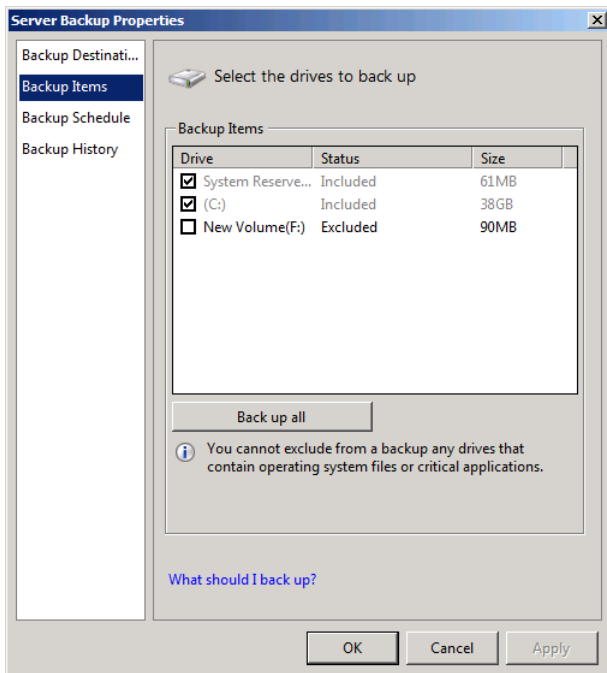 Server Backup Properties
Backup Destinati...
Backup Items
Backup Schedule
Backup History
Select the drives to back up
Backup Items
Drive Status Size
System Reserve... Included 61MB
(C:) Included 38GB
New Volume(F:) Excluded 90MB
Back up all
You cannot exclude from a backup any drives that
contain operating system files or critical applications.
What should I back up?
OK Cancel Apply